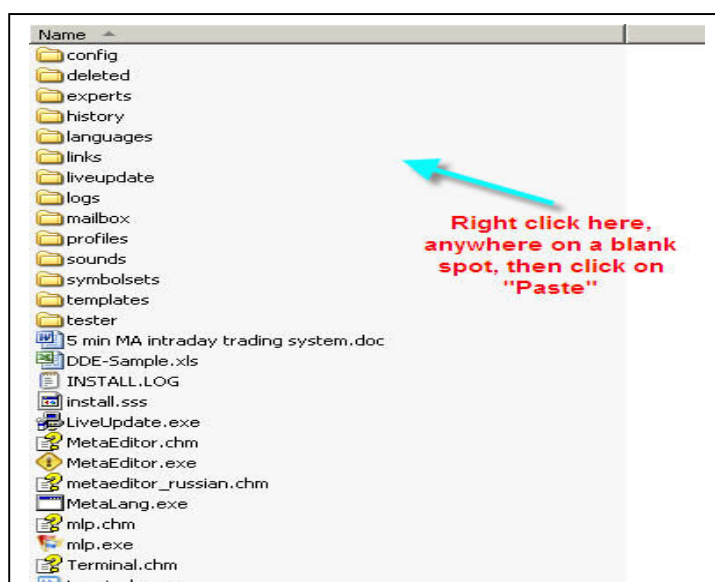 Name
config
deleted
experts
history
languages
links
liveupdate
logs
mailbox
profiles
sounds
symbolsets
templates
tester
5 min MA intraday trading system.doc
DDE-Sample.xls
INSTALL.LOG
install.sss
LiveUpdate.exe
MetaEditor.chm
MetaEditor.exe
metaeditor_russian.chm
MetaLang.exe
mlp.chm
mlp.exe
Terminal.chm
Right click here,
anywhere on a blank
spot, then click on
"Paste"